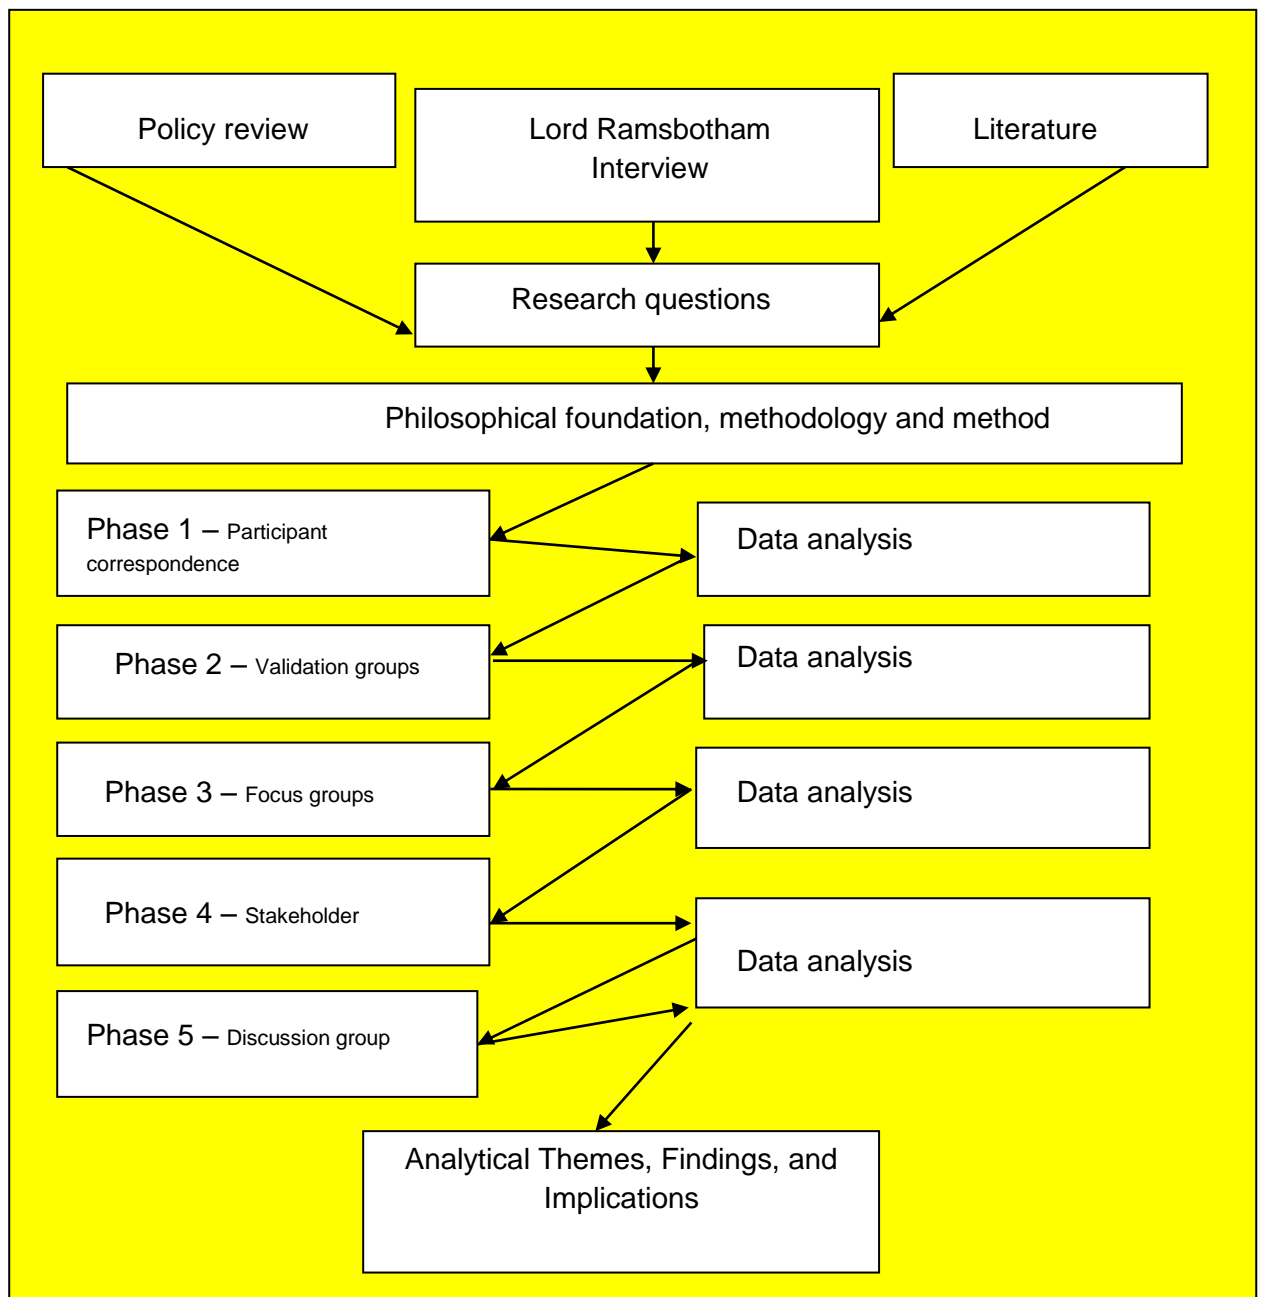 Policy review
Lord Ramsbotham
Interview
Literature
Research questions
Philosophical foundation, methodology and method
Phase 1 – Participant
correspondence
Data analysis
Phase 2 – Validation groups
Data analysis
Phase 3 – Focus groups
Data analysis
Phase 4 – Stakeholder
Data analysis
Phase 5 – Discussion group
Analytical Themes, Findings, and
Implications